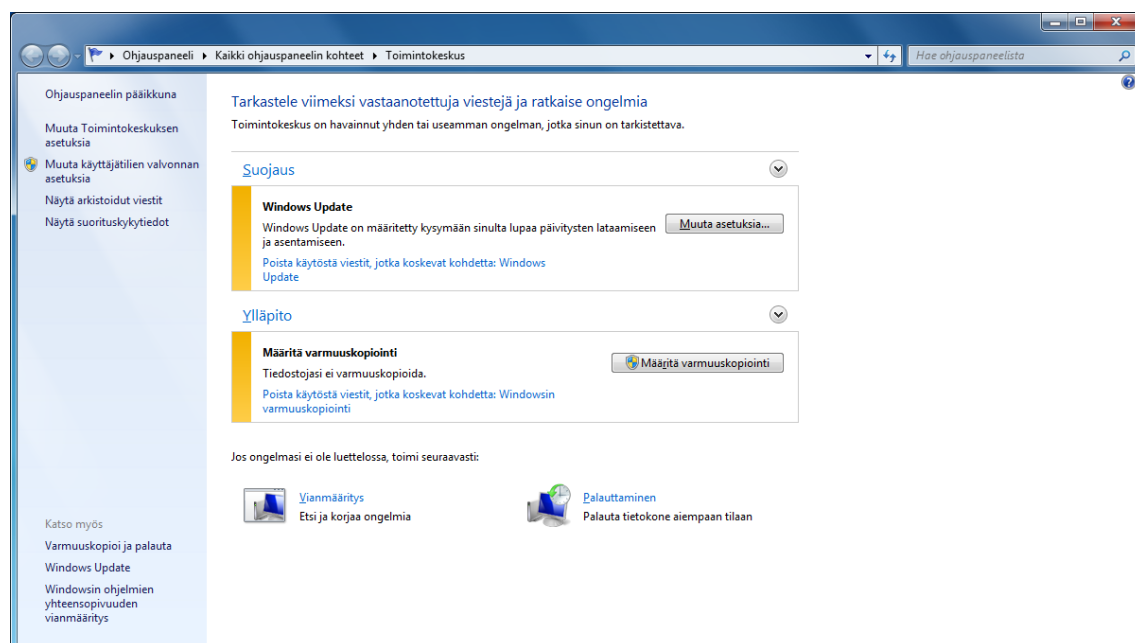 Ohjauspaneeli Kaikki ohjauspaneelin kohteet Toimintokeskus
Hae ohjauspaneelista
Ohjauspaneelin pääikkuna
Muuta Toimintokeskuksen
asetuksia
Muuta käyttäjätilien valvonnan
asetuksia
Näytä arkistoidut viestit
Näytä suorituskykytiedot
Tarkastele viimeksi vastaanotettuja viestejä ja ratkaise ongelmia
Toimintokeskus on havainnut yhden tai useamman ongelman, jotka sinun on tarkistettava.
Suojaus
Windows Update
Windows Update on määritetty kysymään sinulta lupaa päivitysten lataamiseen
ja asentamiseen.
Muuta asetuksia...
Poista käytöstä viestit, jotka koskevat kohdetta: Windows
Update
Ylläpito
Määritä varmuuskopiointi
Tiedostojasi ei varmuuskopioida.
Määritä varmuuskopiointi
Poista käytöstä viestit, jotka koskevat kohdetta: Windowsin
varmuuskopiointi
Jos ongelmasi ei ole luettelossa, toimi seuraavasti:
Vianmääritys
Etsi ja korjaa ongelmia
Palauttaminen
Palauta tietokone aiempaan tilaan
Katso myös
Varmuuskopioi ja palauta
Windows Update
Windowsin ohjelmien
yhteensopivuuden
vianmääritys